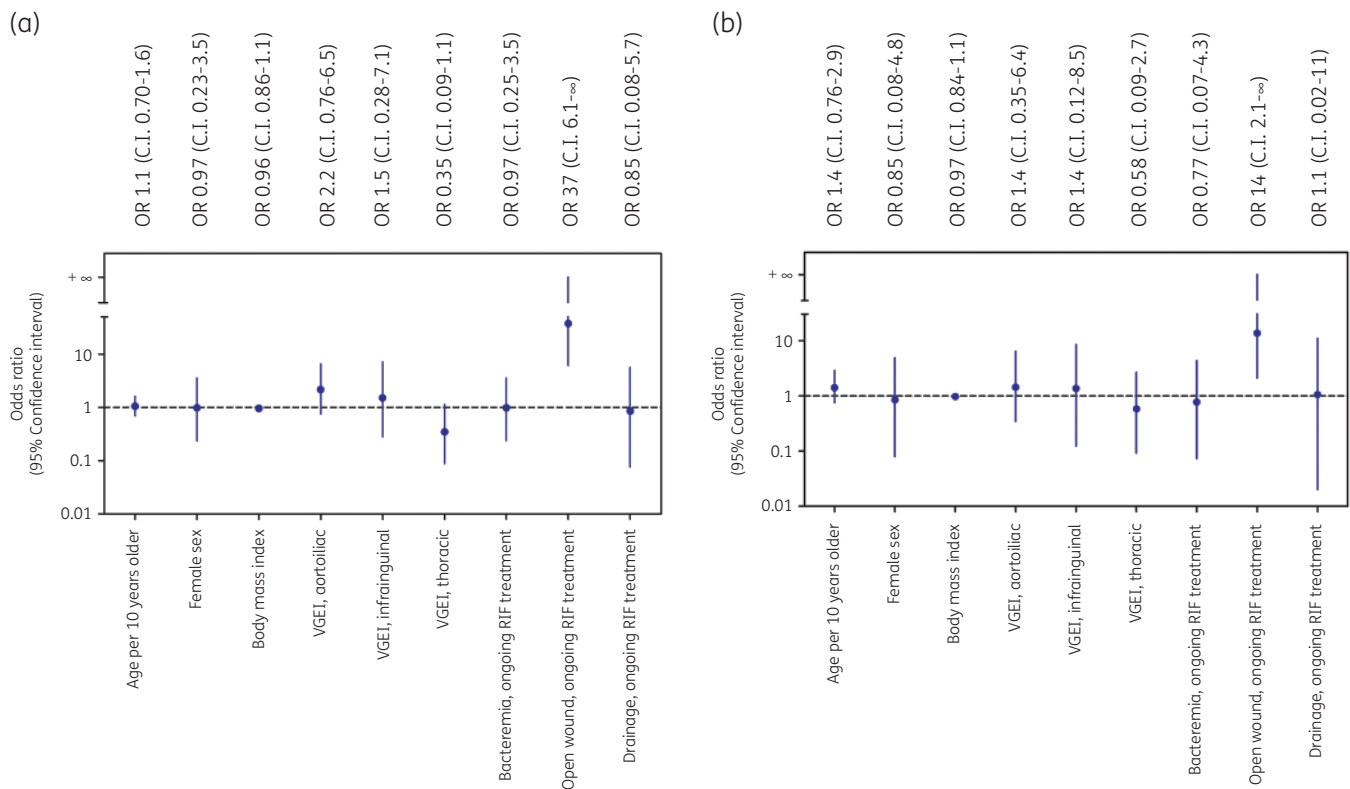 (a)
OR 1.1 (C.I. 0.70-1.6)
OR 0.97 (C.I. 0.23-3.5)
OR 0.96 (C.I. 0.86-1.1)
OR 2.2 (C.I. 0.76-6.5)
OR 1.5 (C.I. 0.28-7.1)
OR 0.35 (C.I. 0.09-1.1)
OR 0.97 (C.I. 0.25-3.5)
OR 37 (C.I. 6.1-∞)
OR 0.85 (C.I. 0.08-5.7)
Odds ratio
(95% Confidence interval)
+ ∞
10
1
0.1
0.01
Age per 10 years older
Female sex
Body mass index
VGEI, aortoiliac
VGEI, infrainguinal
VGEI, thoracic
Bacteremia, ongoing RIF treatment
Open wound, ongoing RIF treatment
Drainage, ongoing RIF treatment
(b)
OR 1.4 (C.I. 0.76-2.9)
OR 0.85 (C.I. 0.08-4.8)
OR 0.97 (C.I. 0.84-1.1)
OR 1.4 (C.I. 0.35-6.4)
OR 1.4 (C.I. 0.12-8.5)
OR 0.58 (C.I. 0.09-2.7)
OR 0.77 (C.I. 0.07-4.3)
OR 14 (C.I. 2.1-∞)
OR 1.1 (C.I. 0.02-11)
Odds ratio
(95% Confidence interval)
+ ∞
10
1
0.1
0.01
Age per 10 years older
Female sex
Body mass index
VGEI, aortoiliac
VGEI, infrainguinal
VGEI, thoracic
Bacteremia, ongoing RIF treatment
Open wound, ongoing RIF treatment
Drainage, ongoing RIF treatment